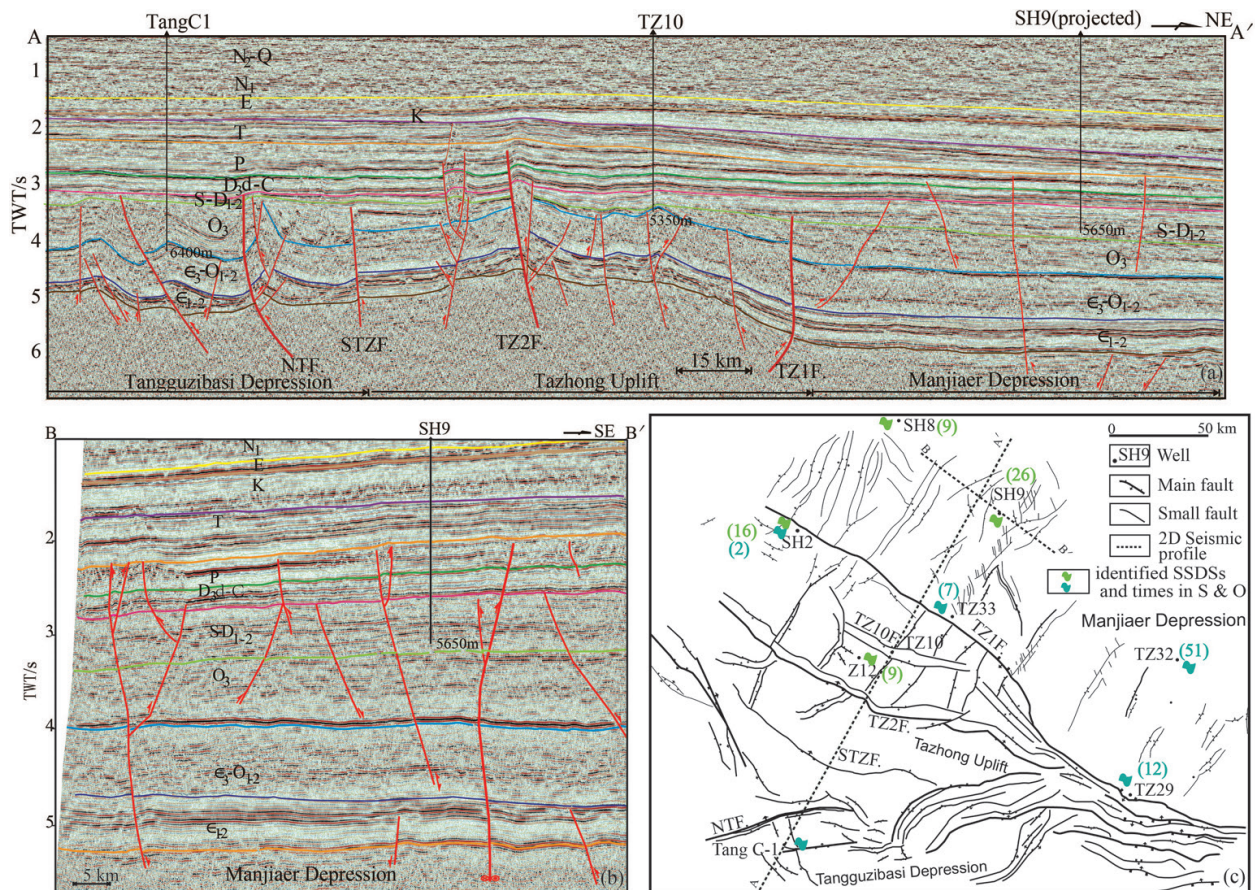 TangC1 TZ10 SH9(projected) NE
A A′
1
N₂-Q
N₁
E
K
2
T
P
3
D₃d-C
S-D₁₋₂
TWT/s
O₃
5350m
5650m
S-D₁₋₂
4
6400m
O₃
Є₃-O₁₋₂
5
Є₁₋₂
Є₃-O₁₋₂
Є₁₋₂
6
NTF.
STZF.
TZ2F.
15 km
TZ1F.
(a)
Tangguzibasi Depression Tazhong Uplift Manjiaer Depression
B SH9 SE B′
N₁
E
K
T
2
P
D₃d-C
3
S-D₁₋₂
5650m
TWT/s
O₃
4
Є₃-O₁₋₂
5
Є₁₋₂
5 km
Manjiaer Depression
(b)
SH8(9)
A′
B
(26)
SH9
B′
(16)
(2)
SH2
(7)
TZ33
TZ10F.
TZ10
TZ1F.
Z12
(9)
TZ2F.
STZF.
Tazhong Uplift
Manjiaer Depression
TZ32
(51)
(12)
TZ29
NTF.
Tang C-1
A
Tangguzibasi Depression
0 50 km
SH9 Well
Main fault
Small fault
2D Seismic
profile
identified SSDSs
and times in S & O
(c)